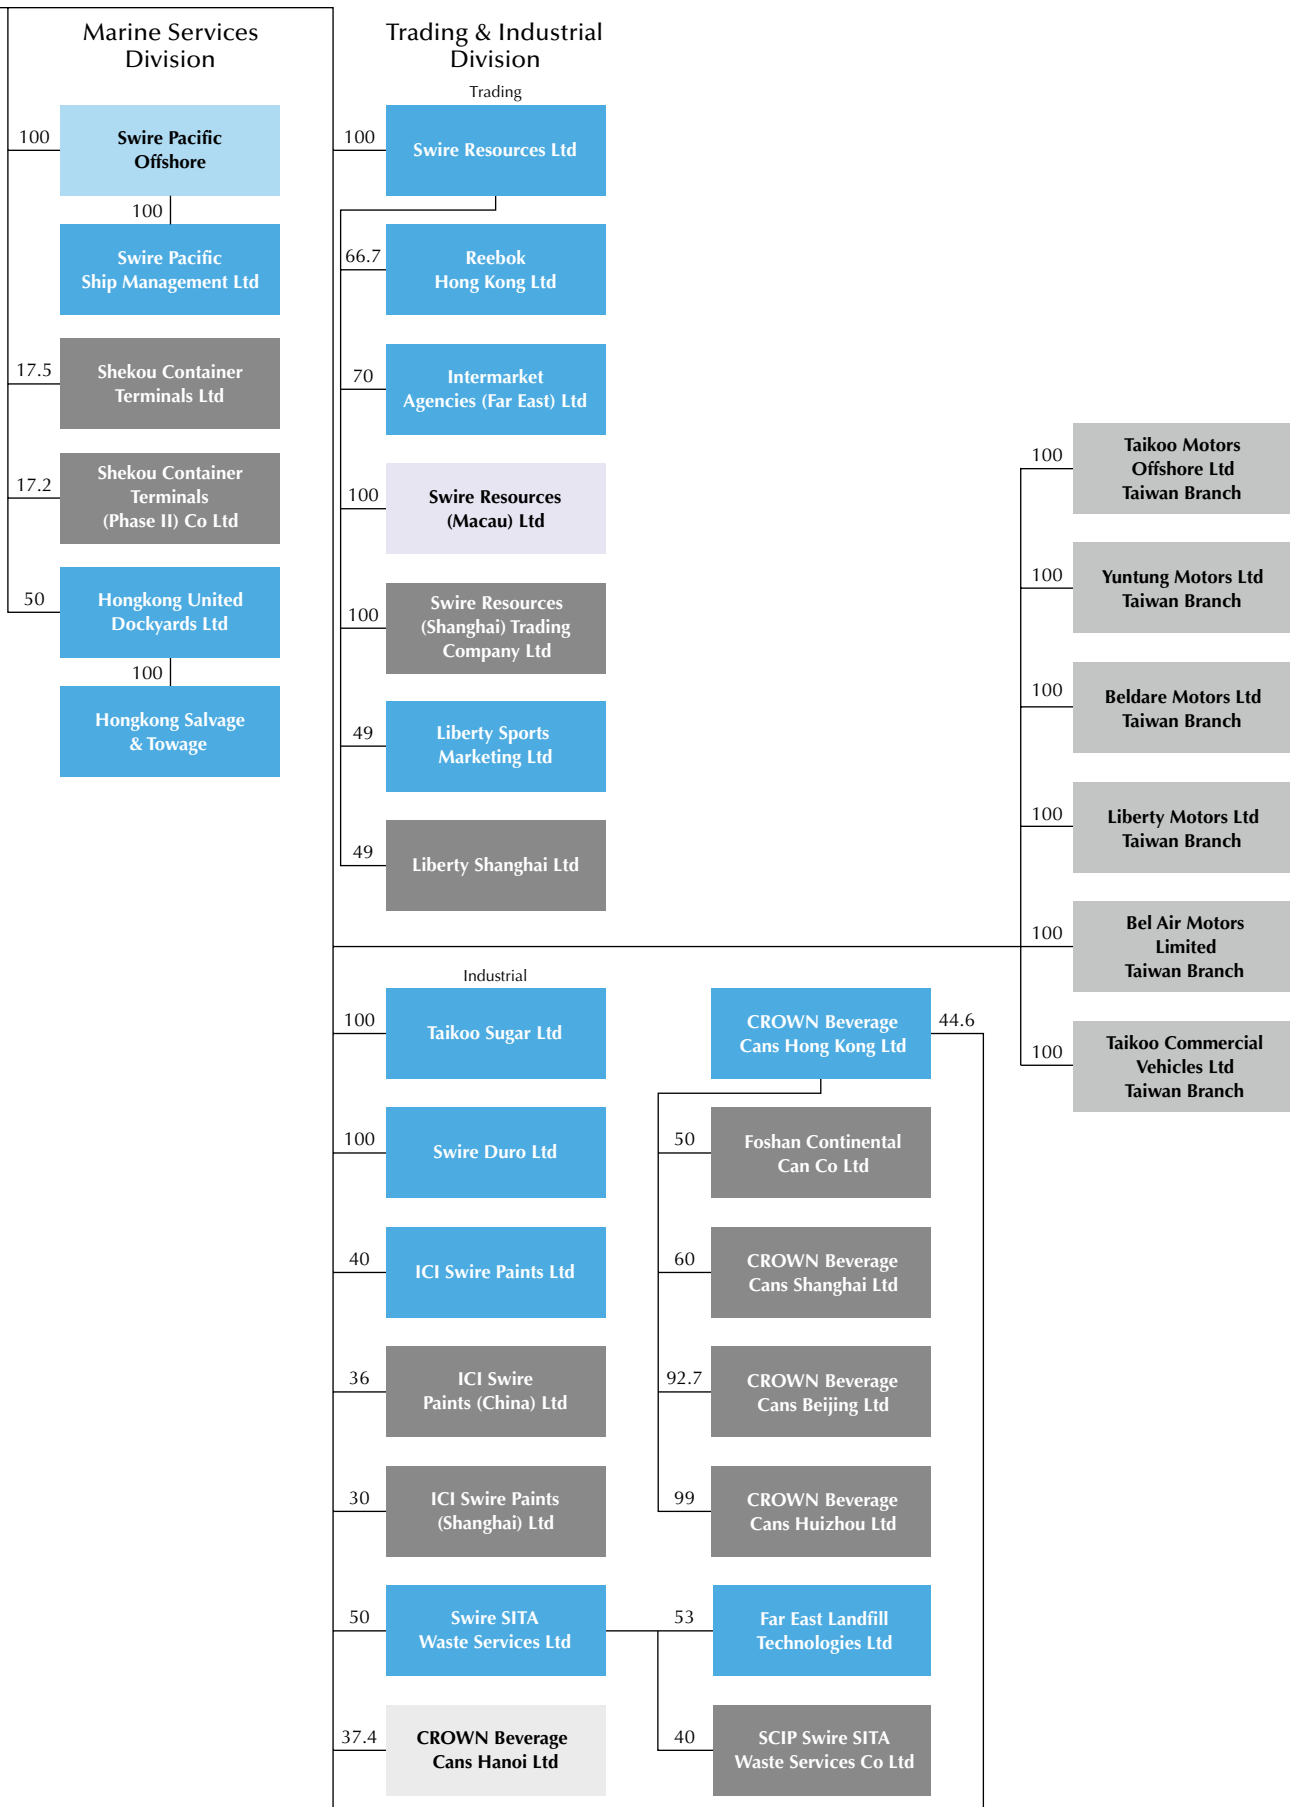 Marine Services
Division
100
Swire Pacific
Offshore
100
Swire Pacific
Ship Management Ltd
17.5
Shekou Container
Terminals Ltd
17.2
Shekou Container
Terminals
(Phase II) Co Ltd
50
Hongkong United
Dockyards Ltd
100
Hongkong Salvage
& Towage
Trading & Industrial
Division
Trading
100
Swire Resources Ltd
66.7
Reebok
Hong Kong Ltd
70
Intermarket
Agencies (Far East) Ltd
100
Swire Resources
(Macau) Ltd
100
Swire Resources
(Shanghai) Trading
Company Ltd
49
Liberty Sports
Marketing Ltd
49
Liberty Shanghai Ltd
100
Taikoo Motors
Offshore Ltd
Taiwan Branch
100
Yuntung Motors Ltd
Taiwan Branch
100
Beldare Motors Ltd
Taiwan Branch
100
Liberty Motors Ltd
Taiwan Branch
100
Bel Air Motors
Limited
Taiwan Branch
100
Taikoo Commercial
Vehicles Ltd
Taiwan Branch
Industrial
100
Taikoo Sugar Ltd
100
Swire Duro Ltd
40
ICI Swire Paints Ltd
36
ICI Swire
Paints (China) Ltd
30
ICI Swire Paints
(Shanghai) Ltd
50
Swire SITA
Waste Services Ltd
37.4
CROWN Beverage
Cans Hanoi Ltd
CROWN Beverage
Cans Hong Kong Ltd
44.6
50
Foshan Continental
Can Co Ltd
60
CROWN Beverage
Cans Shanghai Ltd
92.7
CROWN Beverage
Cans Beijing Ltd
99
CROWN Beverage
Cans Huizhou Ltd
53
Far East Landfill
Technologies Ltd
40
SCIP Swire SITA
Waste Services Co Ltd